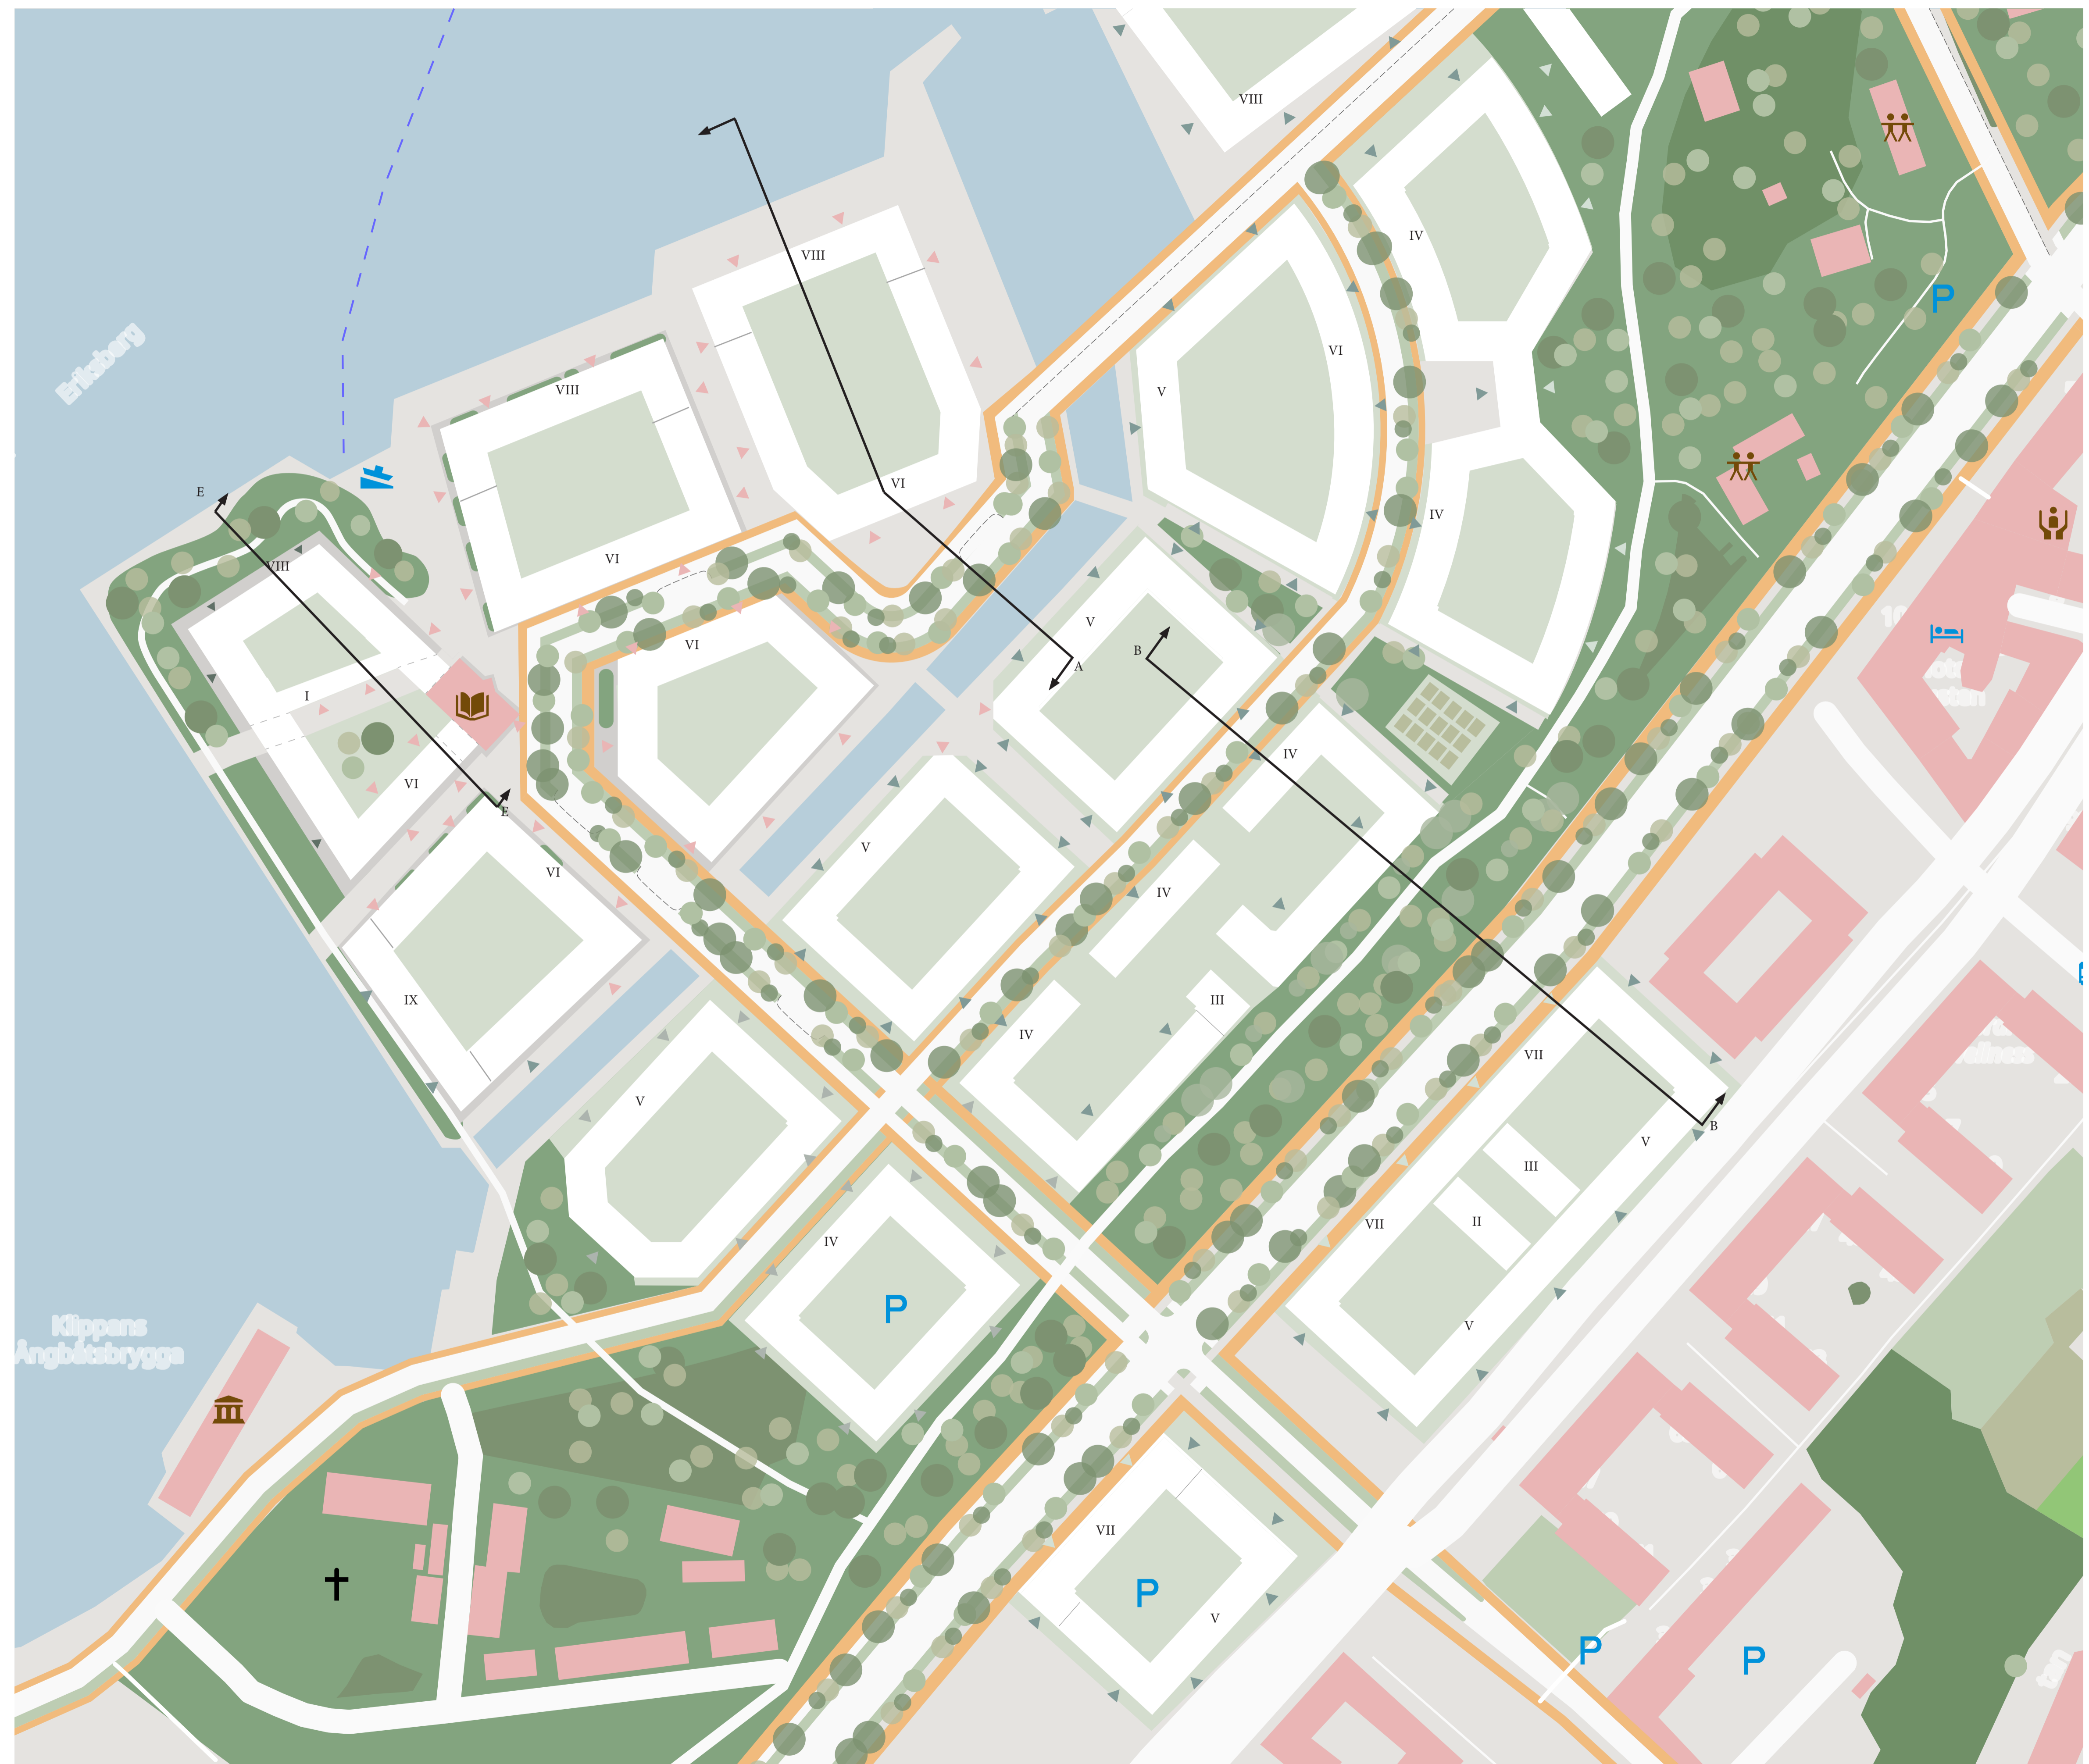 VIII
IV
VIII
P
VI
V
VIII
VI
E
IV
VIII
VI
V
VI
B
A
I
IV
VI
E
V
VI
IV
IX
III
IV
VII
V
B
V
III
VII
II
IV
P
Eriksberg
Klippans
Ångbåtsbrygga
V
VII
P
V
P
P